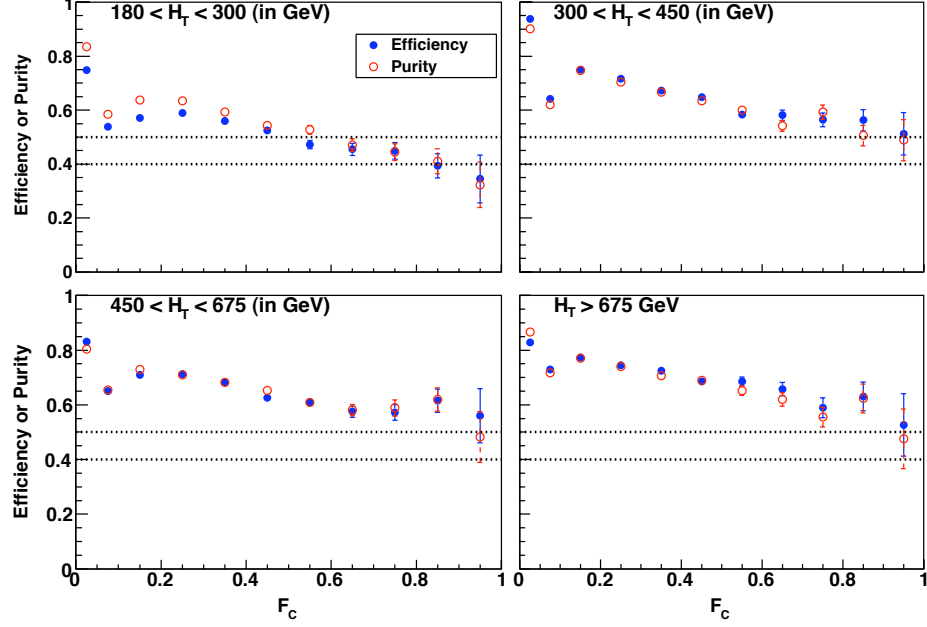 180 < H_T < 300 (in GeV)
300 < H_T < 450 (in GeV)
Efficiency
Purity
Efficiency or Purity
1
0.8
0.6
0.4
0.2
0
450 < H_T < 675 (in GeV)
H_T > 675 GeV
Efficiency or Purity
1
0.8
0.6
0.4
0.2
0
0 0.2 0.4 0.6 0.8 1
0 0.2 0.4 0.6 0.8 1
F_C
F_C